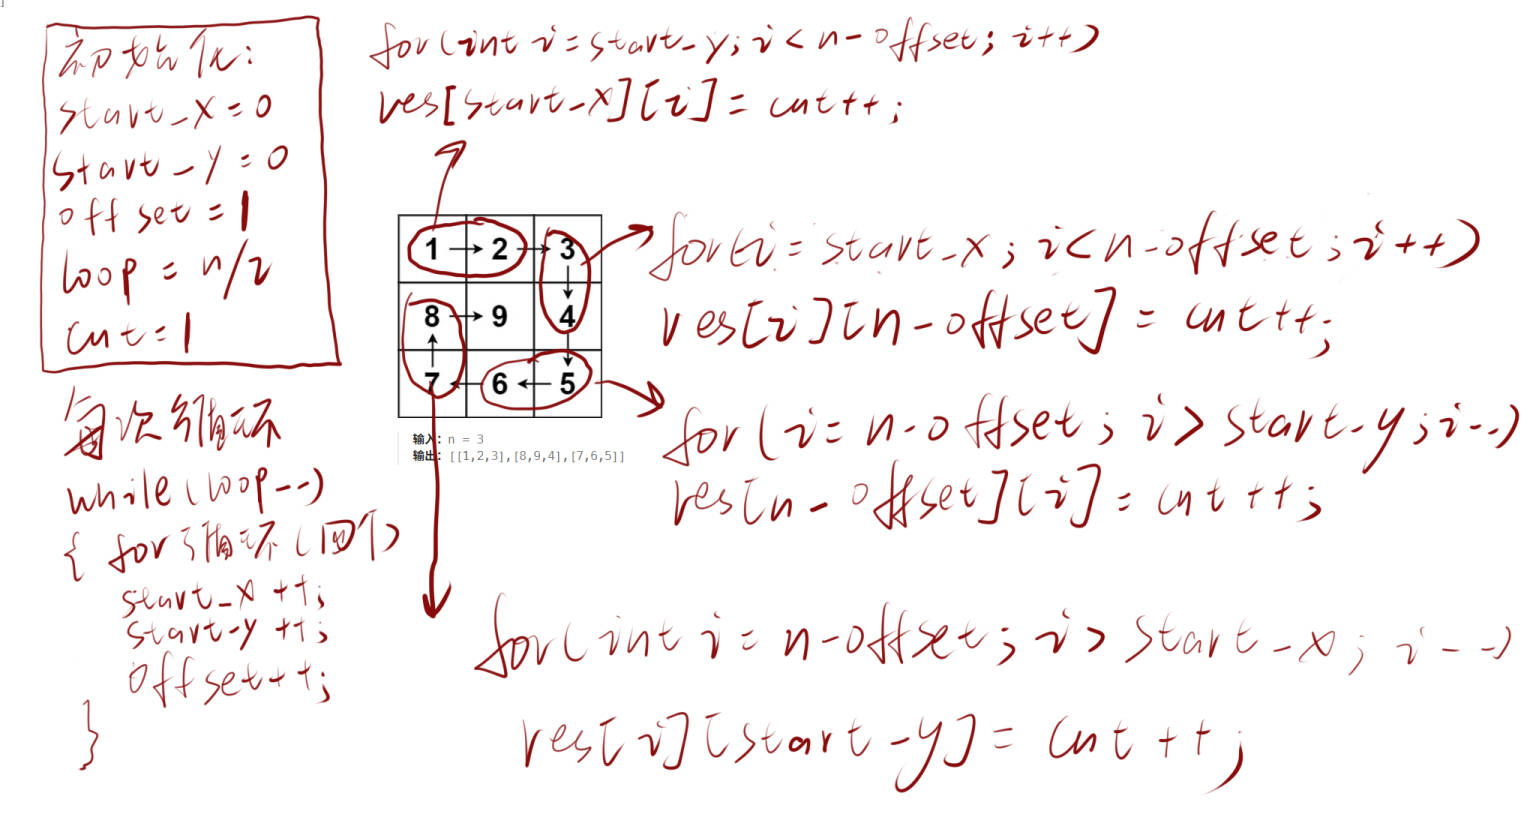 初始化:
start_x=0
start_y=0
offset=1
loop=n/2
cnt=1
for(int i=start_y;i<n-offset;i++)
res[start_x][i]=cnt++;
1 2 3
8 9 4
7 6 5
输入：n = 3
输出：[[1,2,3],[8,9,4],[7,6,5]]
for(i=start_x;i<n-offset;i++)
res[i][n-offset]=cnt++;
for(i=n-offset;i>start_y;i--)
res[n-offset][i]=cnt++;
for(int i=n-offset;i>start_x;i--)
res[i][start_y]=cnt++;
每次循环
while(loop--)
{ for循环(四个)
start_x++;
start_y++;
offset++;
}